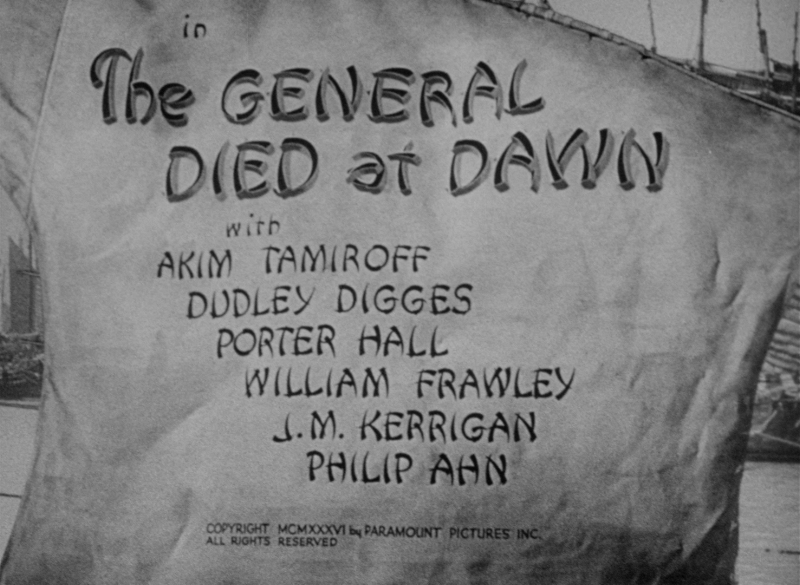 in
The GENERAL
DIED at DAWN
with
AKIM TAMIROFF
DUDLEY DIGGES
PORTER HALL
WILLIAM FRAWLEY
J.M. KERRIGAN
PHILIP AHN
COPYRIGHT MCMXXXVI by PARAMOUNT PICTURES INC.
ALL RIGHTS RESERVED